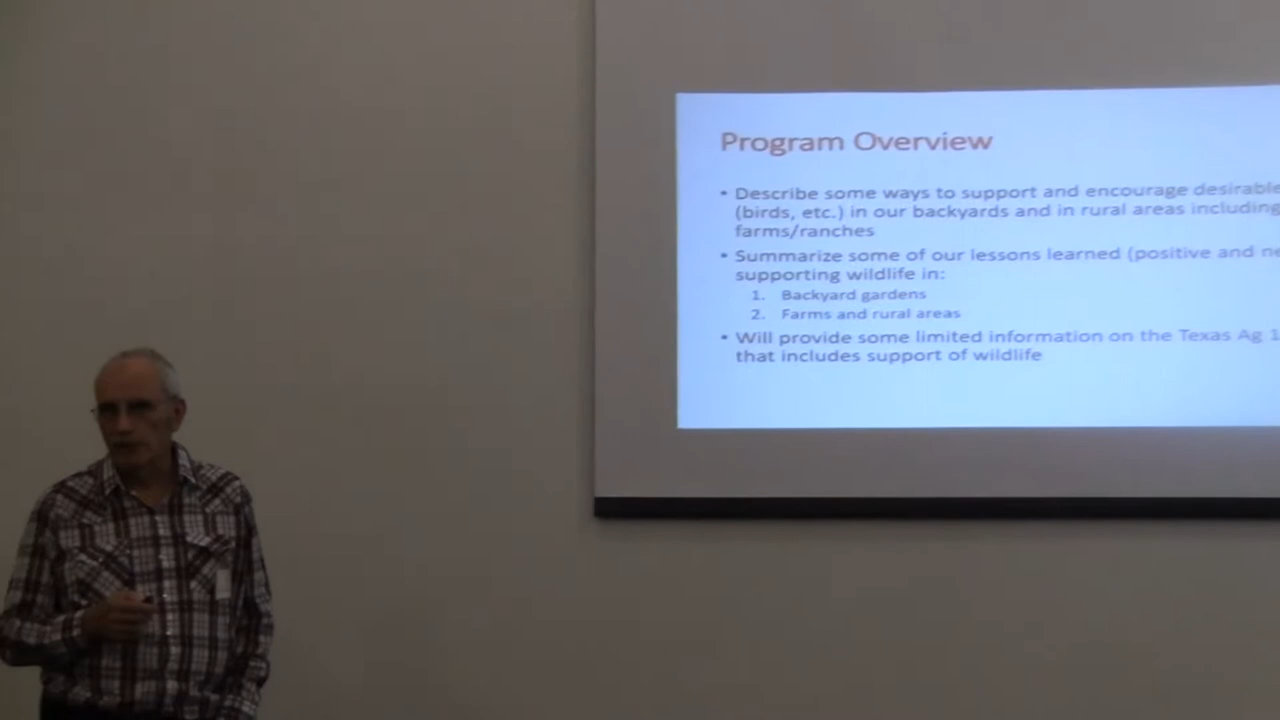 Program Overview
• Describe some ways to support and encourage desirable
(birds, etc.) in our backyards and in rural areas including
farms/ranches
• Summarize some of our lessons learned (positive and ne
supporting wildlife in:
1. Backyard gardens
2. Farms and rural areas
• Will provide some limited information on the Texas Ag 1
that includes support of wildlife